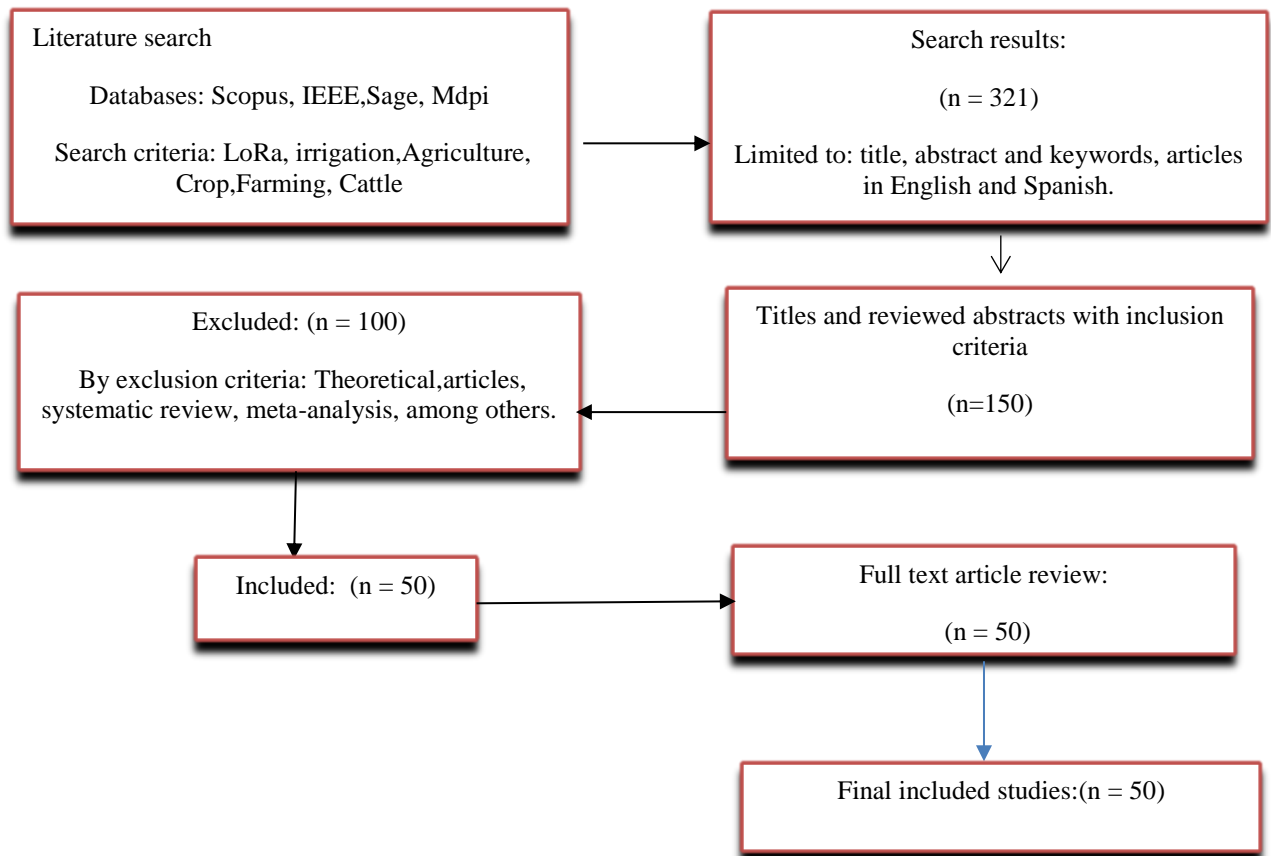 Literature search
Databases: Scopus, IEEE,Sage, Mdpi
Search criteria: LoRa, irrigation,Agriculture,
Crop,Farming, Cattle
Search results:
(n = 321)
Limited to: title, abstract and keywords, articles
in English and Spanish.
Titles and reviewed abstracts with inclusion
criteria
(n=150)
Excluded: (n = 100)
By exclusion criteria: Theoretical,articles,
systematic review, meta-analysis, among others.
Included: (n = 50)
Full text article review:
(n = 50)
Final included studies:(n = 50)